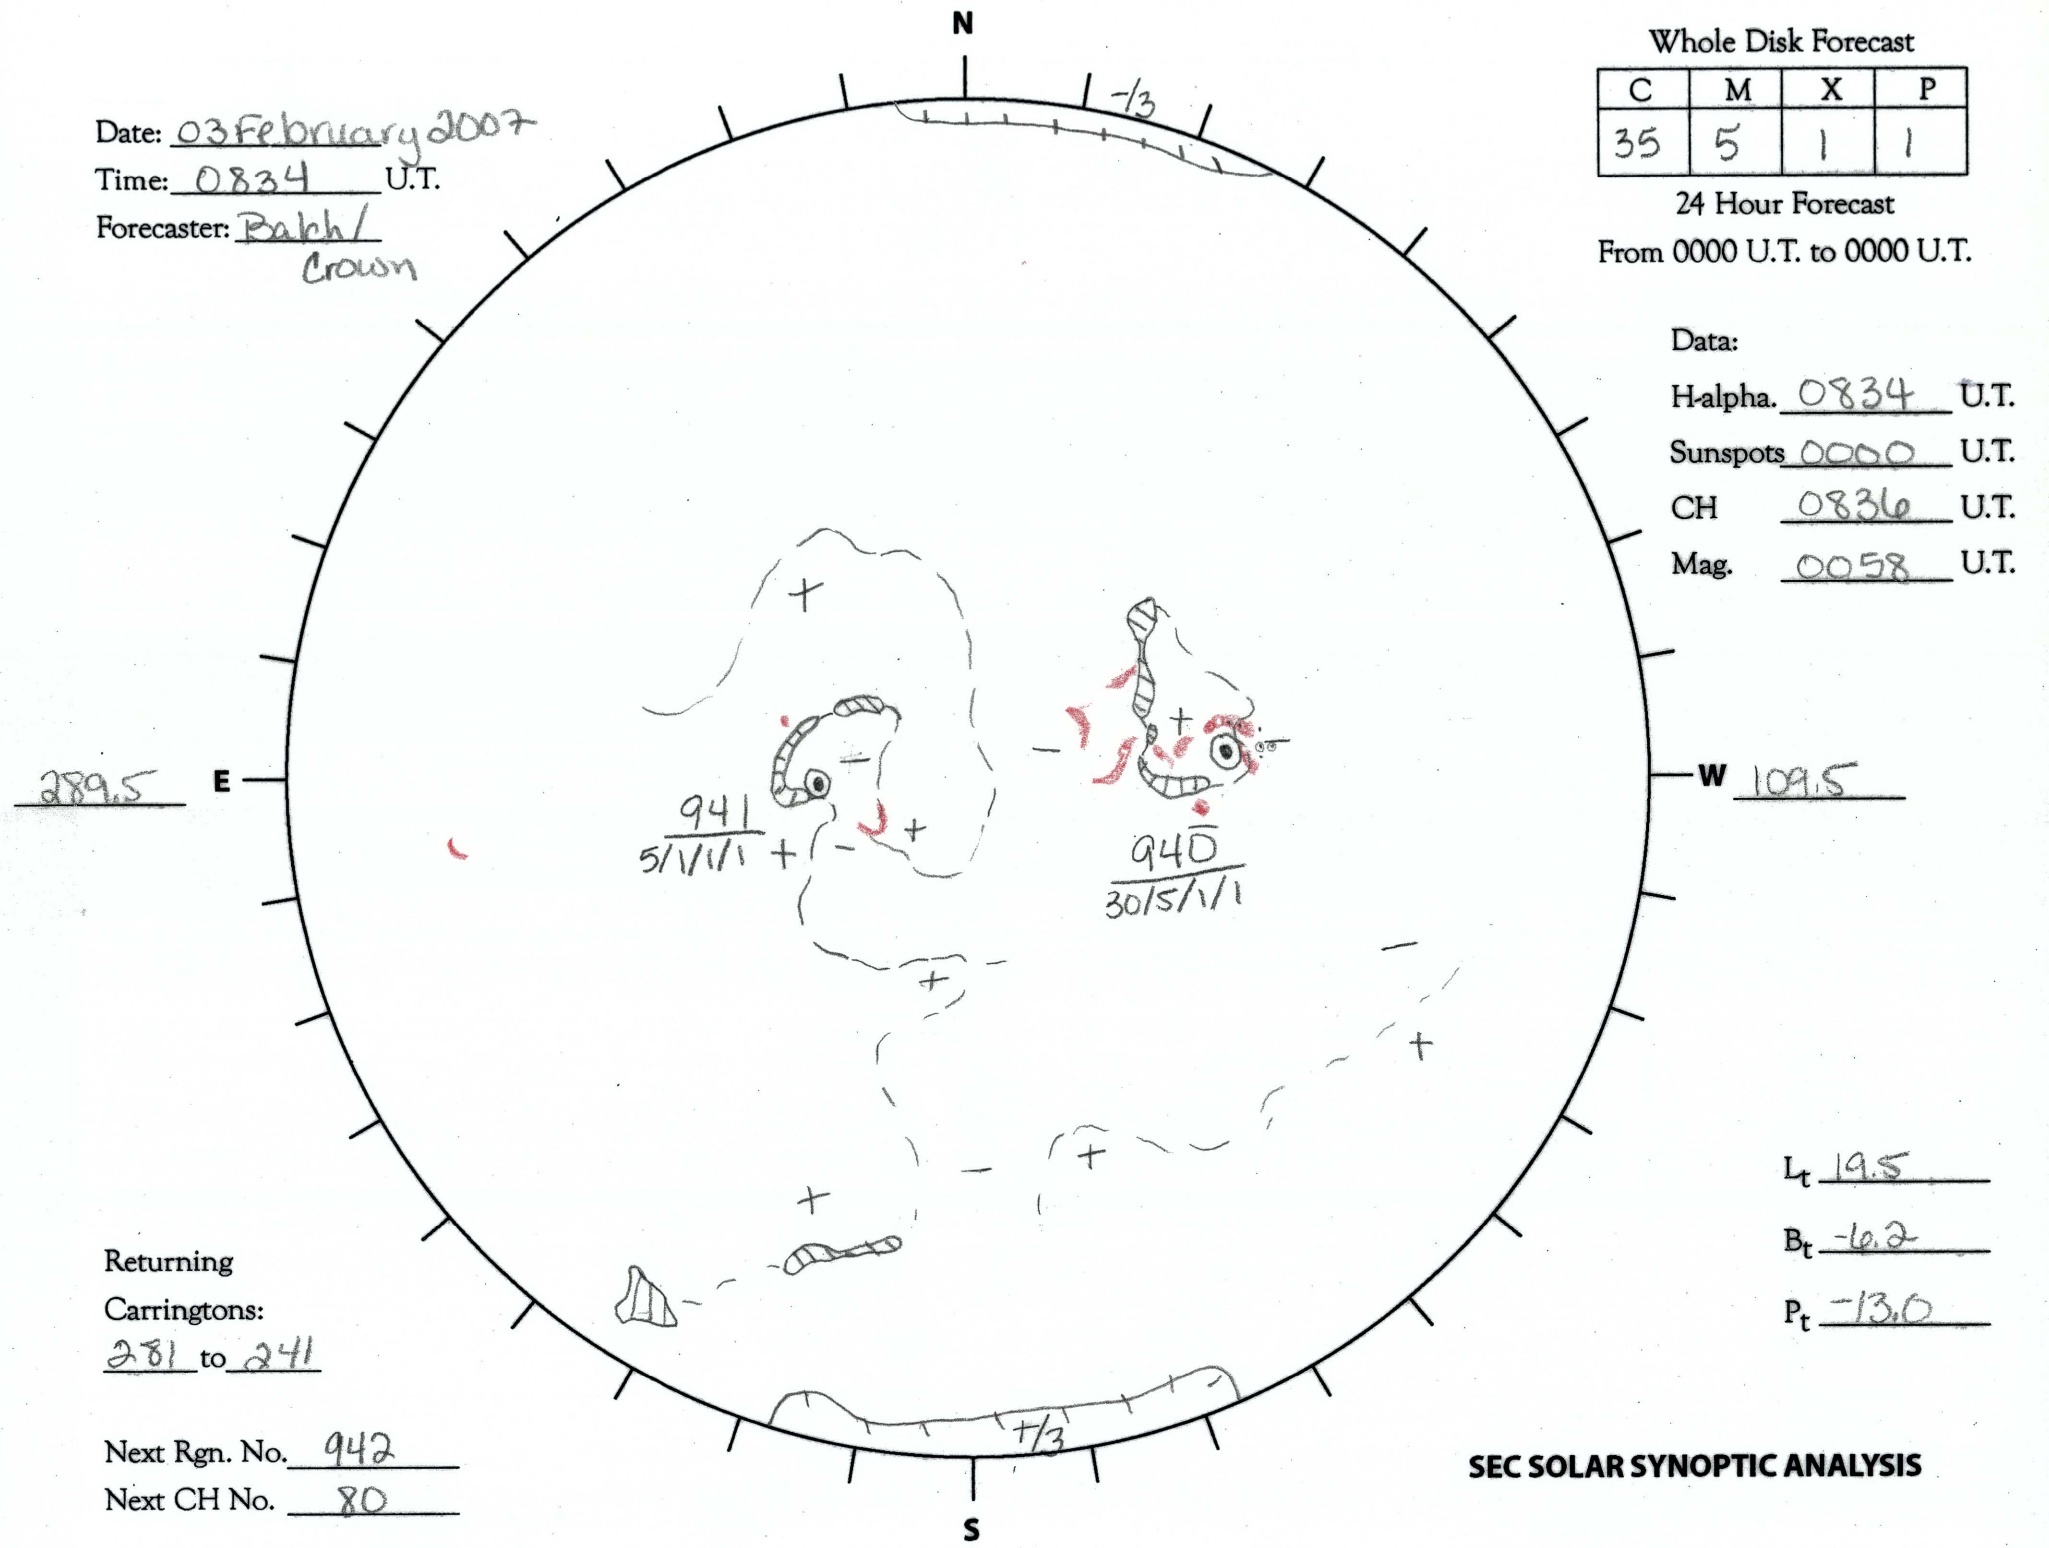 N
Date: 03 February 2007
Time: 0834 U.T.
Forecaster: Balch/
Crown
-/3
Whole Disk Forecast
C M X P
35 5 1 1
24 Hour Forecast
From 0000 U.T. to 0000 U.T.
Data:
H-alpha. 0834 U.T.
Sunspots 0000 U.T.
CH 0836 U.T.
Mag. 0058 U.T.
+
+
-
-
-
289.5 E
W 109.5
941
5/1/1/1
+ -
+
940
30/5/1/1
-
+
+
-
+
+
Lt 19.5
Bt -6.2
Pt -13.0
Returning
Carringtons:
281 to 241
+/3
Next Rgn. No. 942
Next CH No. 80
SEC SOLAR SYNOPTIC ANALYSIS
S